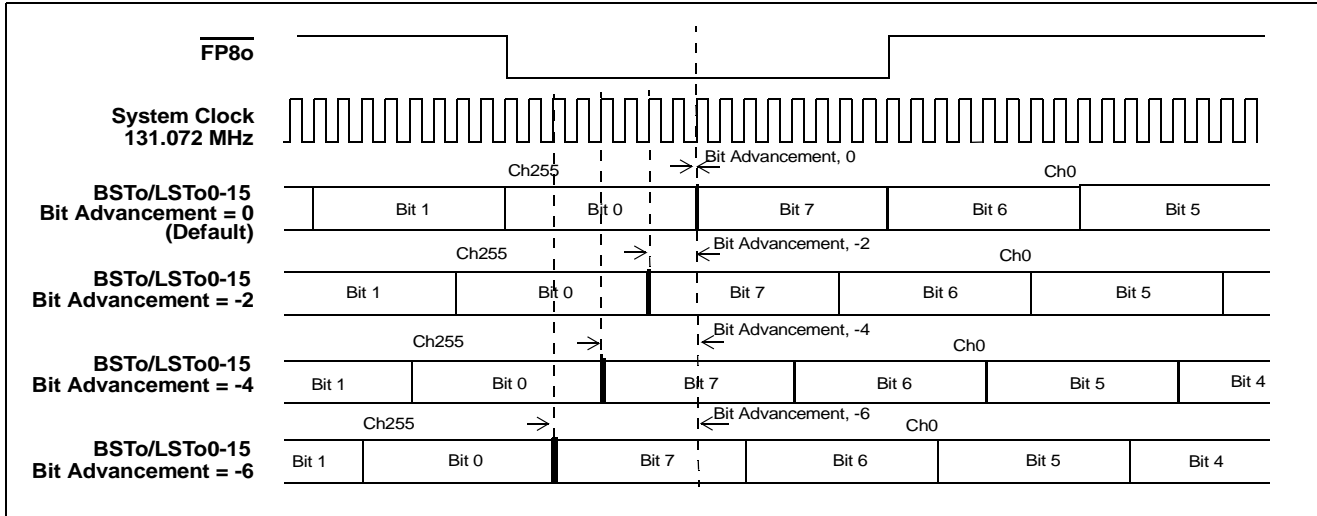 FP8o
System Clock
131.072 MHz
Bit Advancement, 0
Ch255
Ch0
BSTo/LSTo0-15
Bit Advancement = 0
(Default)
Bit 1
Bit 0
Bit 7
Bit 6
Bit 5
Bit Advancement, -2
Ch255
Ch0
BSTo/LSTo0-15
Bit Advancement = -2
Bit 1
Bit 0
Bit 7
Bit 6
Bit 5
Bit Advancement, -4
Ch255
Ch0
BSTo/LSTo0-15
Bit Advancement = -4
Bit 1
Bit 0
Bit 7
Bit 6
Bit 5
Bit 4
Bit Advancement, -6
Ch255
Ch0
BSTo/LSTo0-15
Bit Advancement = -6
Bit 1
Bit 0
Bit 7
Bit 6
Bit 5
Bit 4